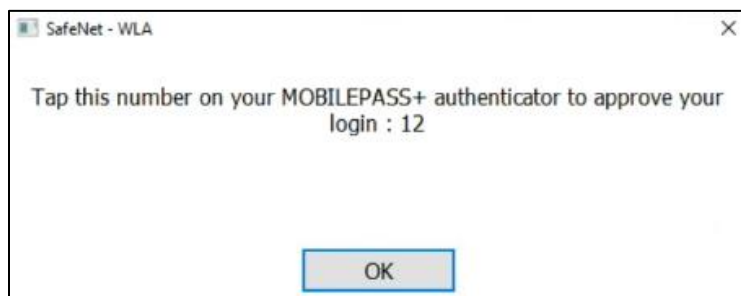 SafeNet - WLA
Tap this number on your MOBILEPASS+ authenticator to approve your
login : 12
OK